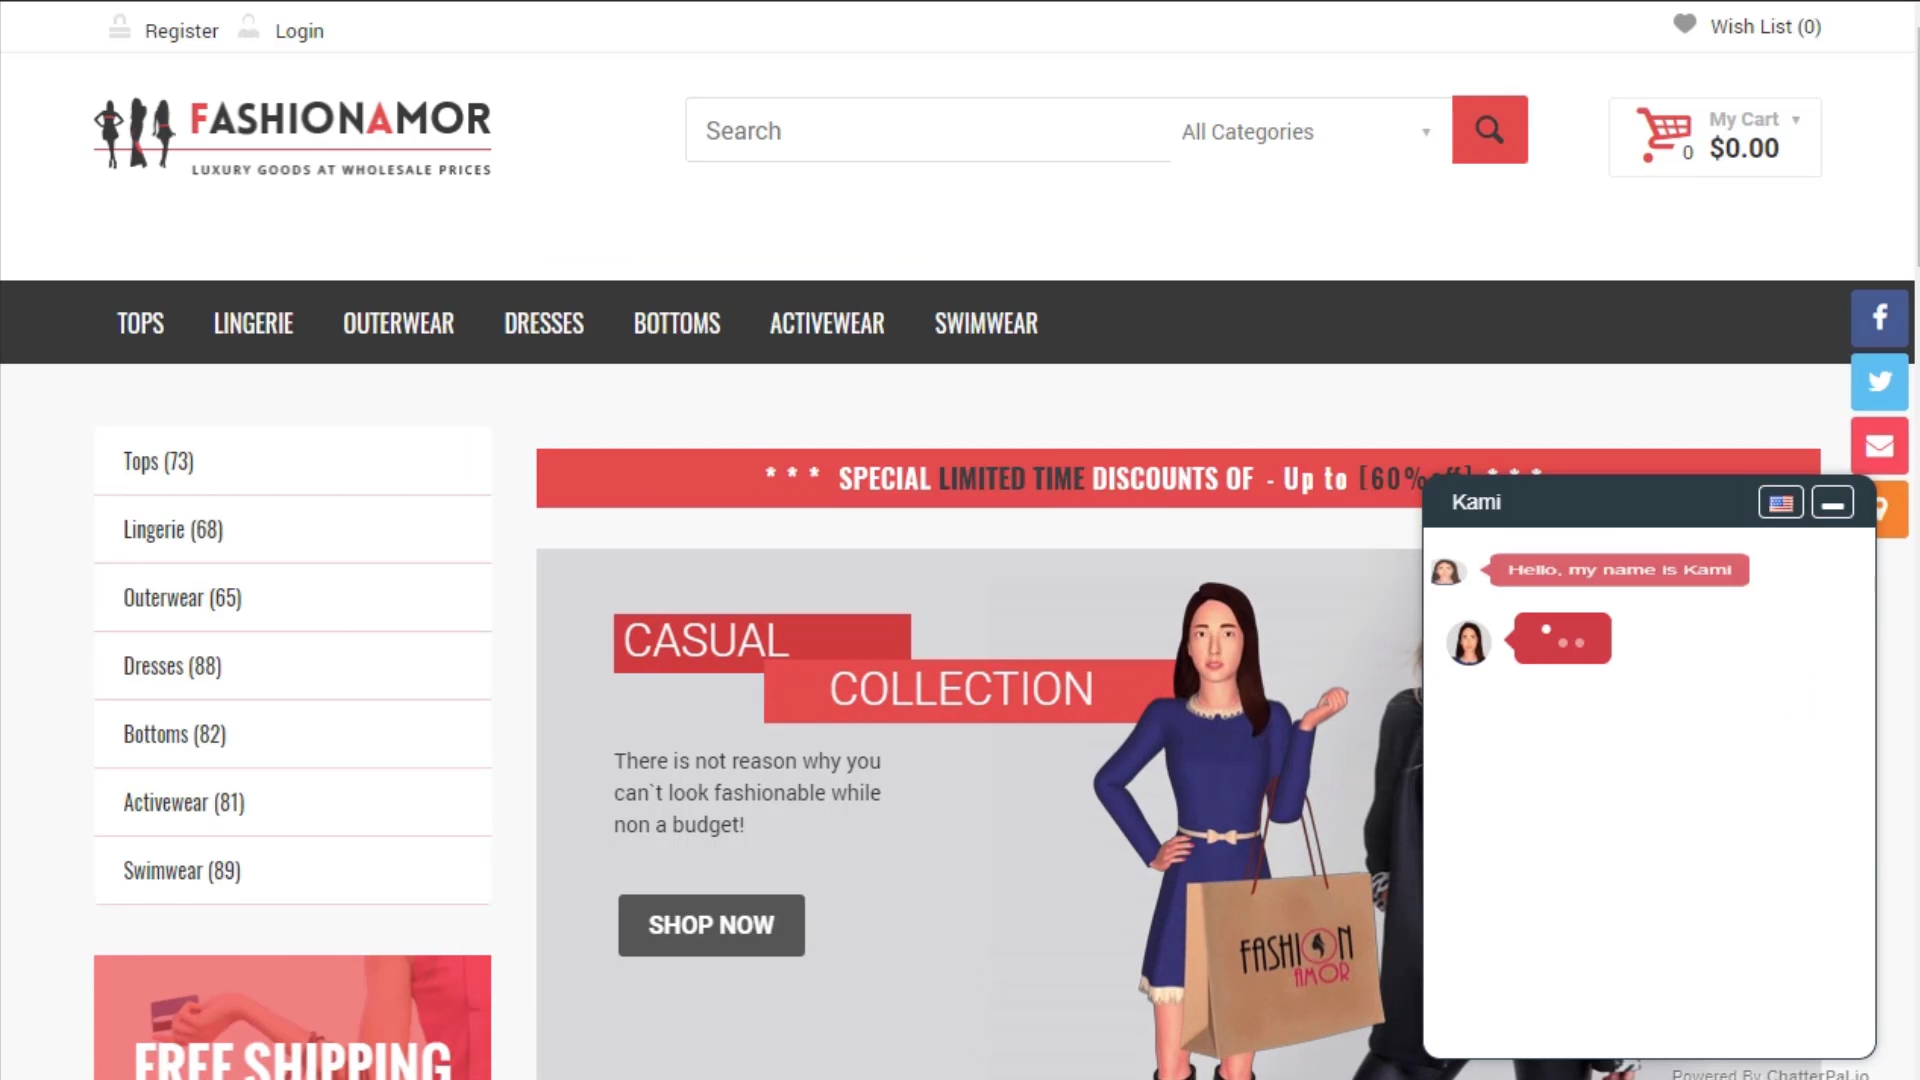 Register
Login
Wish List (0)
FASHIONAMOR
LUXURY GOODS AT WHOLESALE PRICES
Search
All Categories
My Cart
0
$0.00
TOPS
LINGERIE
OUTERWEAR
DRESSES
BOTTOMS
ACTIVEWEAR
SWIMWEAR
Tops (73)
Lingerie (68)
Outerwear (65)
Dresses (88)
Bottoms (82)
Activewear (81)
Swimwear (89)
* * * SPECIAL LIMITED TIME DISCOUNTS OF - Up to [60% off] * * *
CASUAL
COLLECTION
There is not reason why you
can`t look fashionable while
non a budget!
SHOP NOW
FASHION
AMOR
FREE SHIPPING
Kami
Hello, my name is Kami
Powered By ChatterPal.io